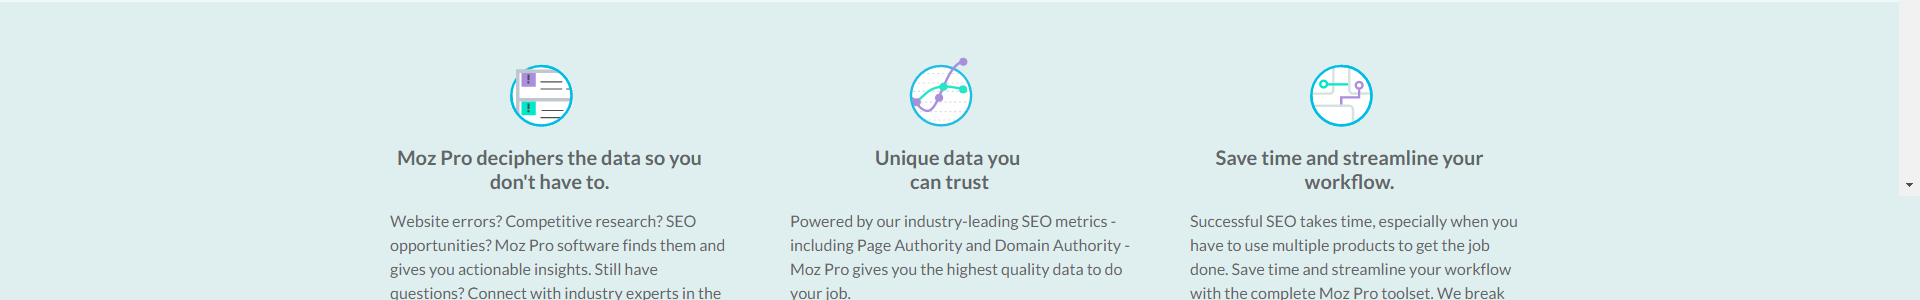 Moz Pro deciphers the data so you
don't have to.
Website errors? Competitive research? SEO
opportunities? Moz Pro software finds them and
gives you actionable insights. Still have
questions? Connect with industry experts in the
Unique data you
can trust
Powered by our industry-leading SEO metrics -
including Page Authority and Domain Authority -
Moz Pro gives you the highest quality data to do
your job.
Save time and streamline your
workflow.
Successful SEO takes time, especially when you
have to use multiple products to get the job
done. Save time and streamline your workflow
with the complete Moz Pro toolset. We break